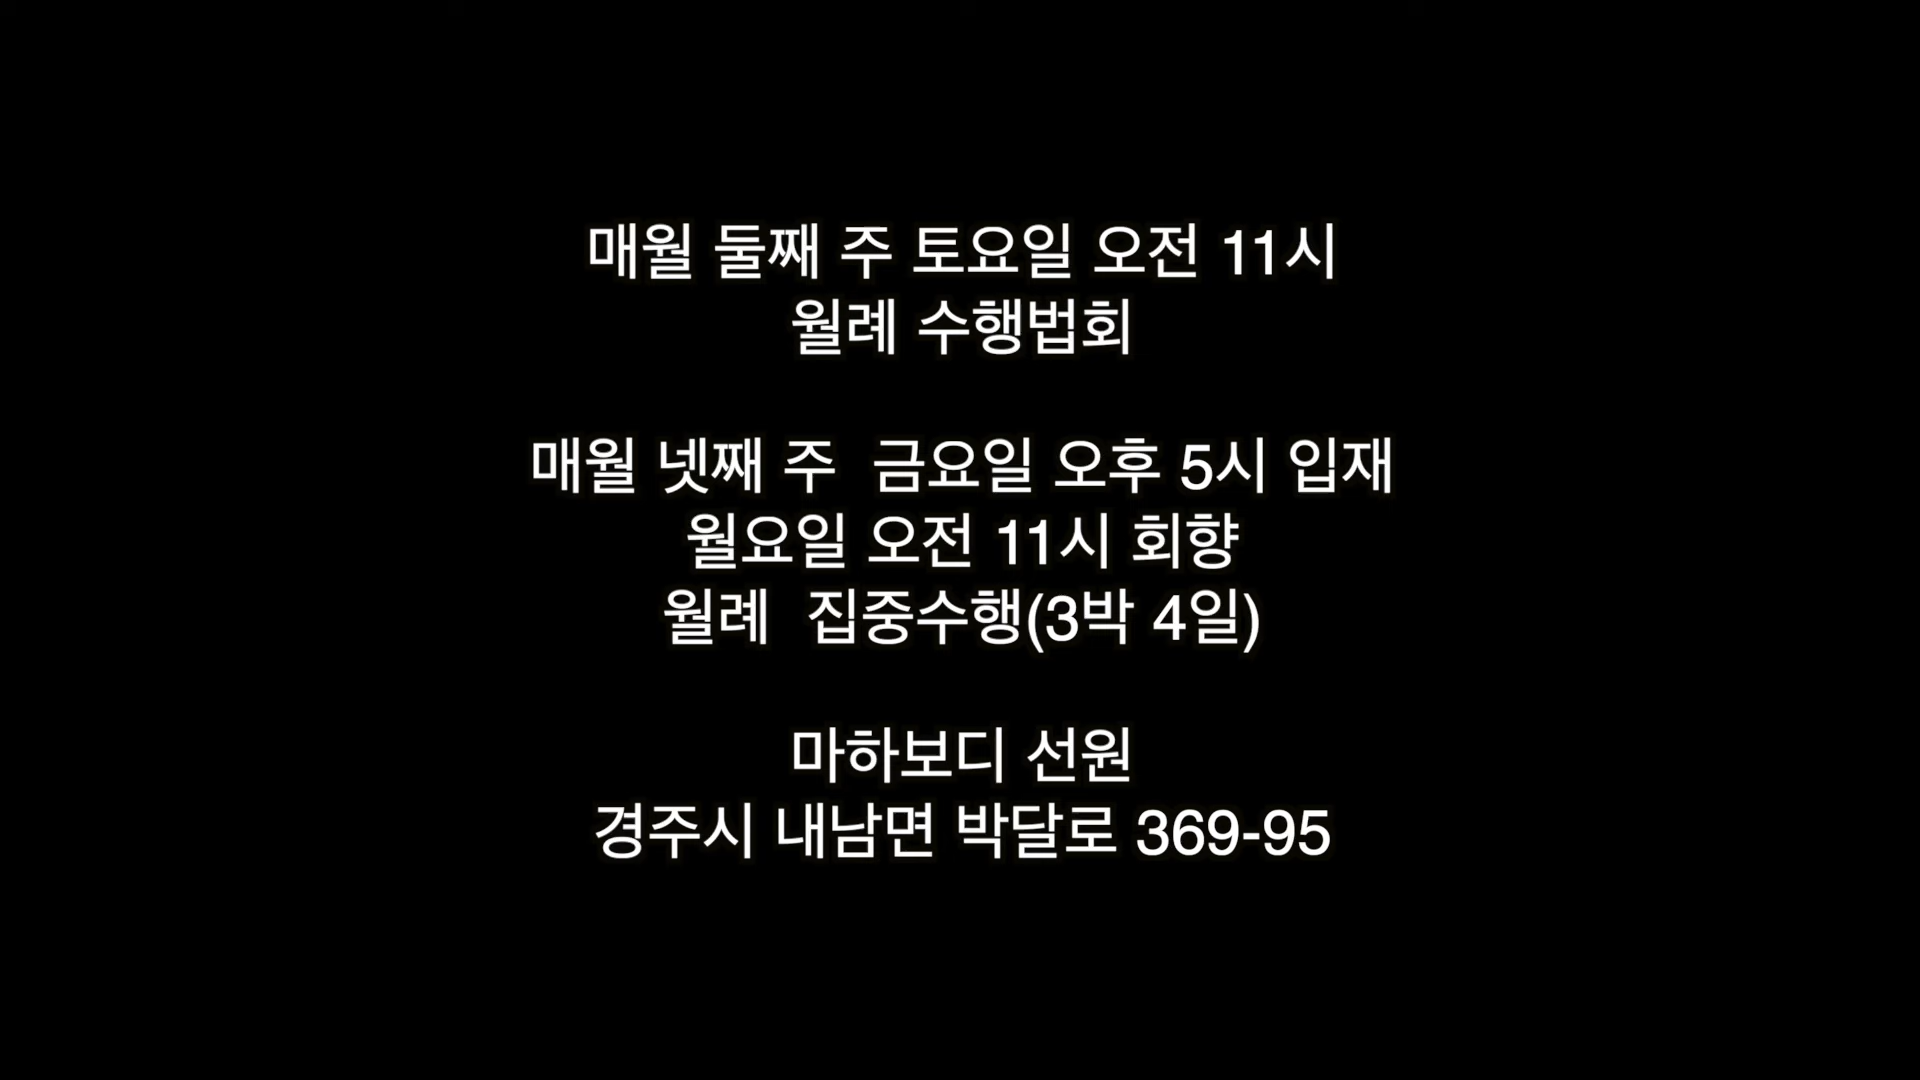 매월 둘째 주 토요일 오전 11시
월례 수행법회
매월 넷째 주 금요일 오후 5시 입재
월요일 오전 11시 회향
월례 집중수행(3박 4일)
마하보디 선원
경주시 내남면 박달로 369-95